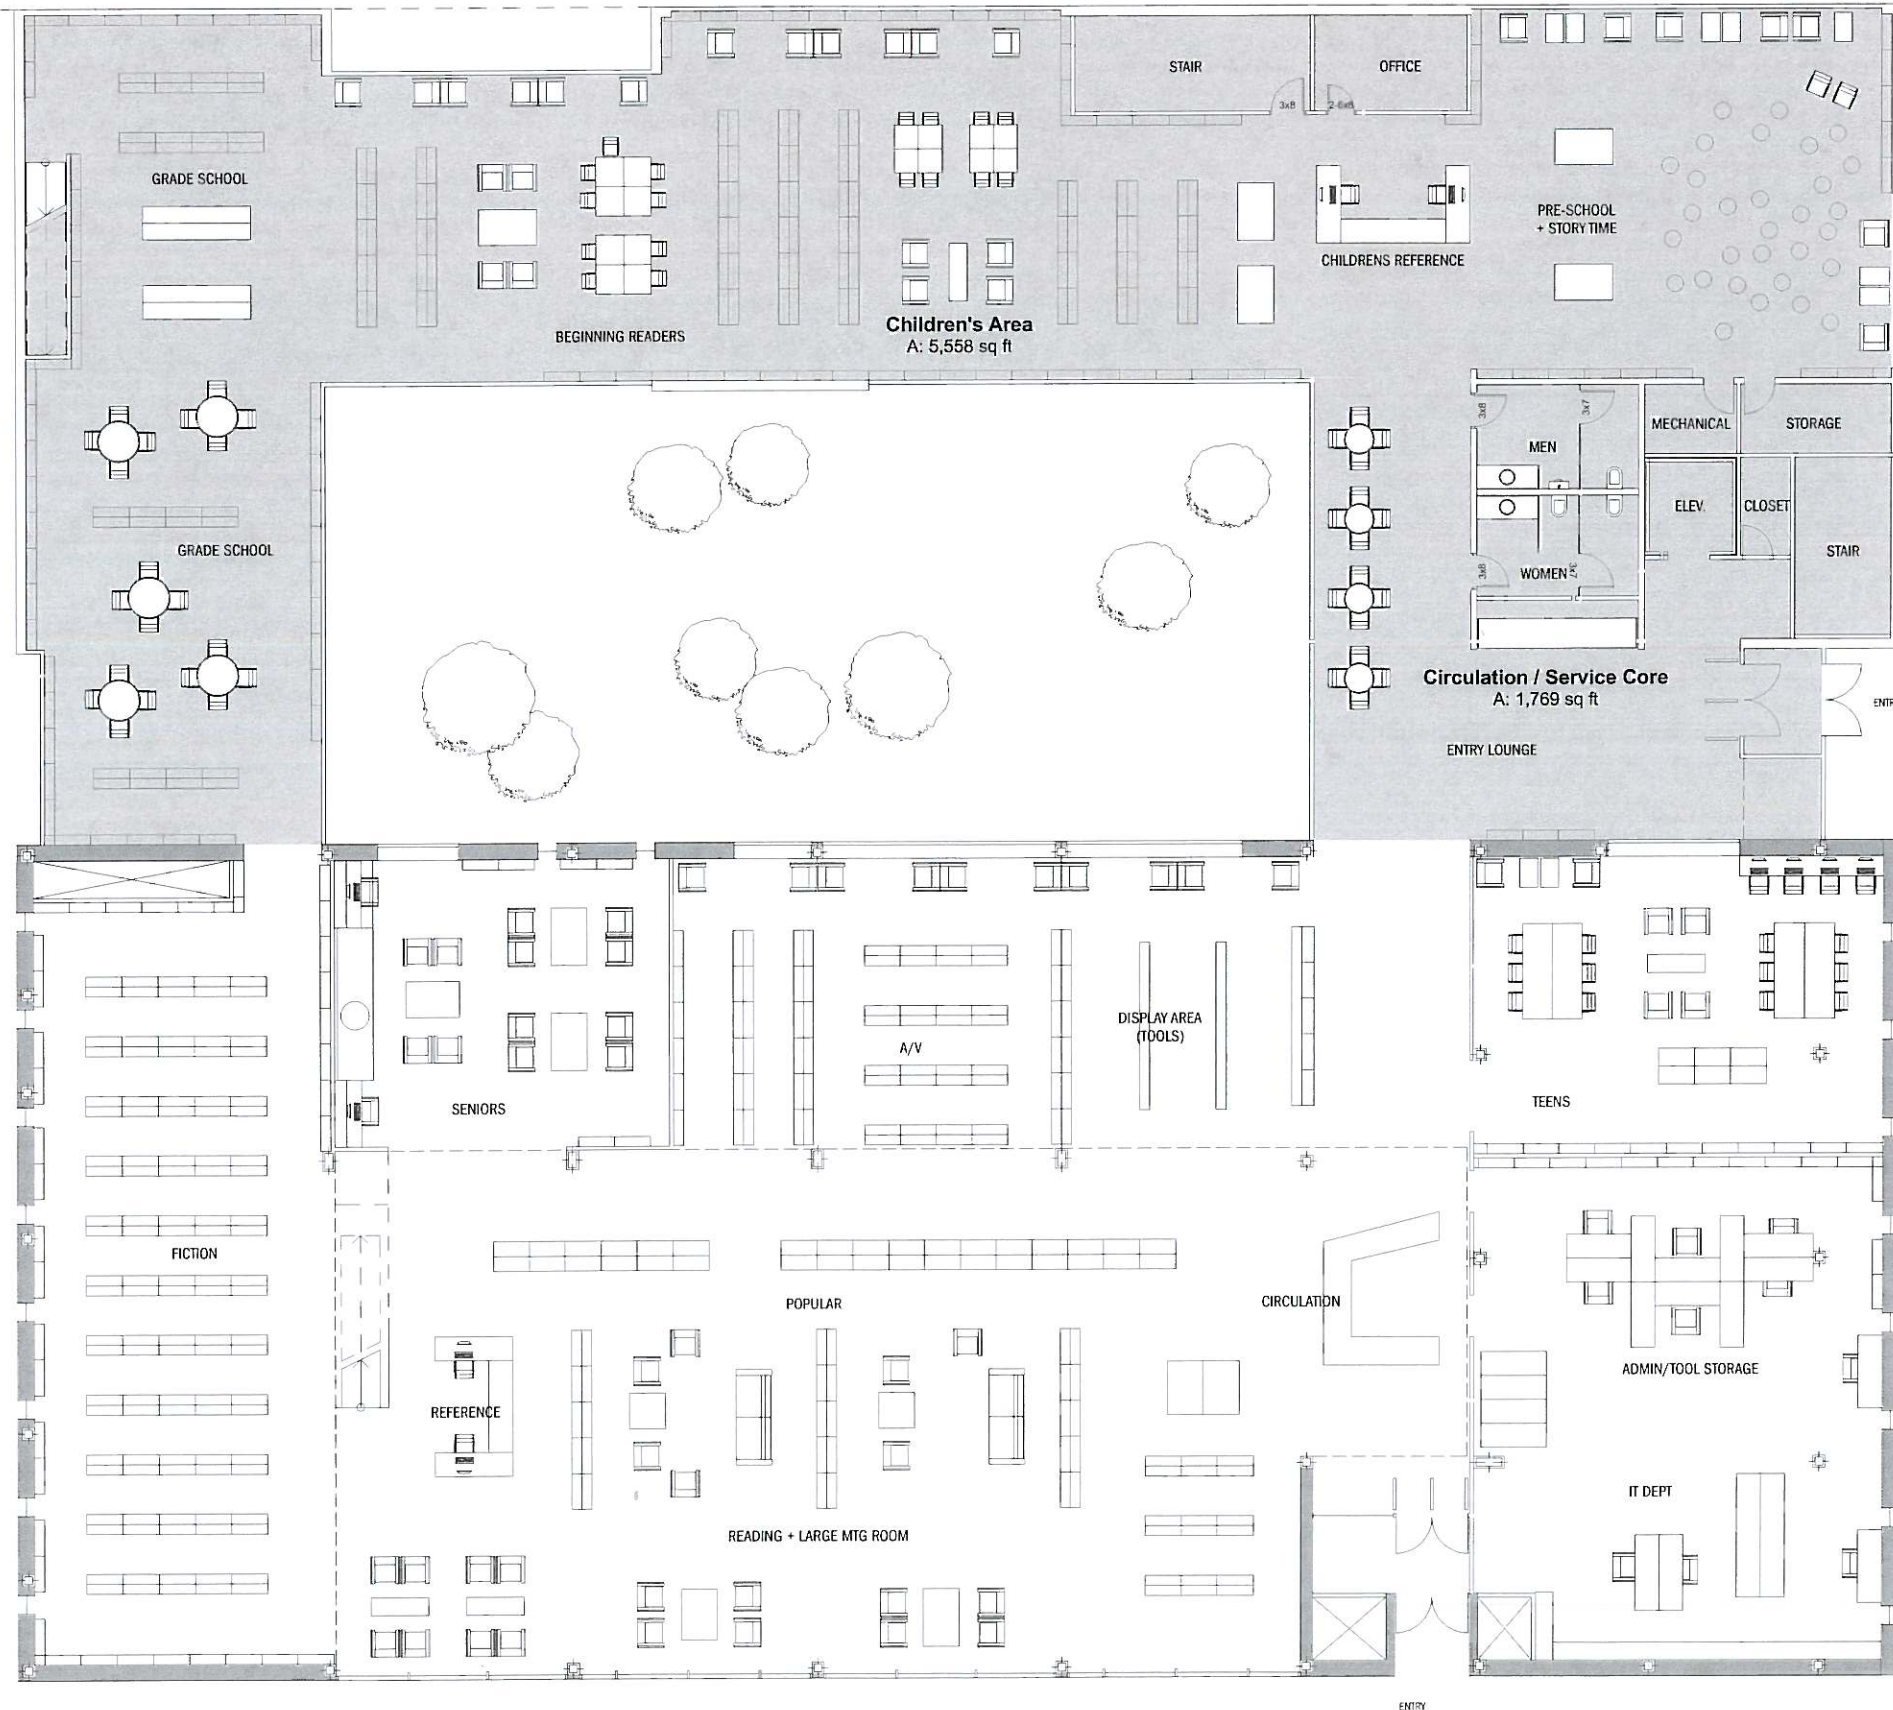 STAIR
OFFICE
3x8
2-6x8
GRADE SCHOOL
PRE-SCHOOL
+ STORY TIME
CHILDRENS REFERENCE
BEGINNING READERS
Children's Area
A: 5,558 sq ft
3x8
3x7
MEN
MECHANICAL
STORAGE
ELEV.
CLOSET
STAIR
GRADE SCHOOL
3x8
WOMEN
3x7
Circulation / Service Core
A: 1,769 sq ft
ENTR
ENTRY LOUNGE
DISPLAY AREA
(TOOLS)
A/V
SENIORS
TEENS
FICTION
POPULAR
CIRCULATION
ADMIN/TOOL STORAGE
REFERENCE
IT DEPT
READING + LARGE MTG ROOM
ENTRY